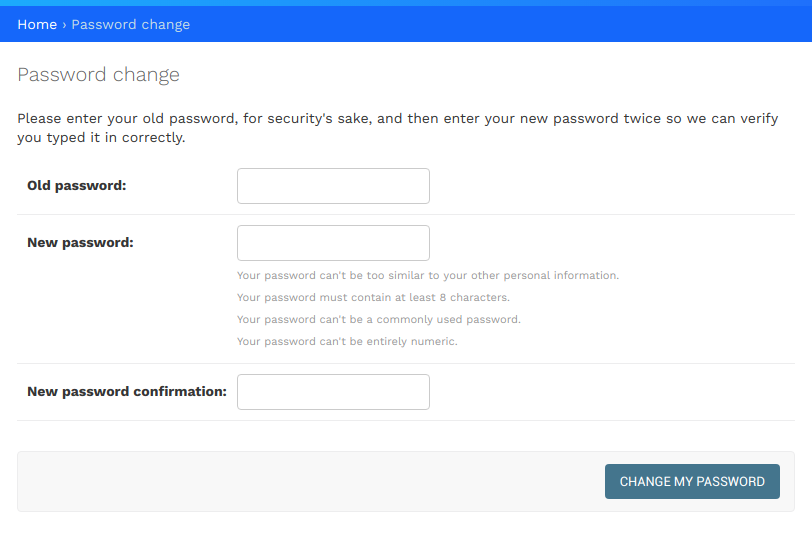 Home › Password change
Password change
Please enter your old password, for security's sake, and then enter your new password twice so we can verify
you typed it in correctly.
Old password:
New password:
Your password can't be too similar to your other personal information.
Your password must contain at least 8 characters.
Your password can't be a commonly used password.
Your password can't be entirely numeric.
New password confirmation:
CHANGE MY PASSWORD